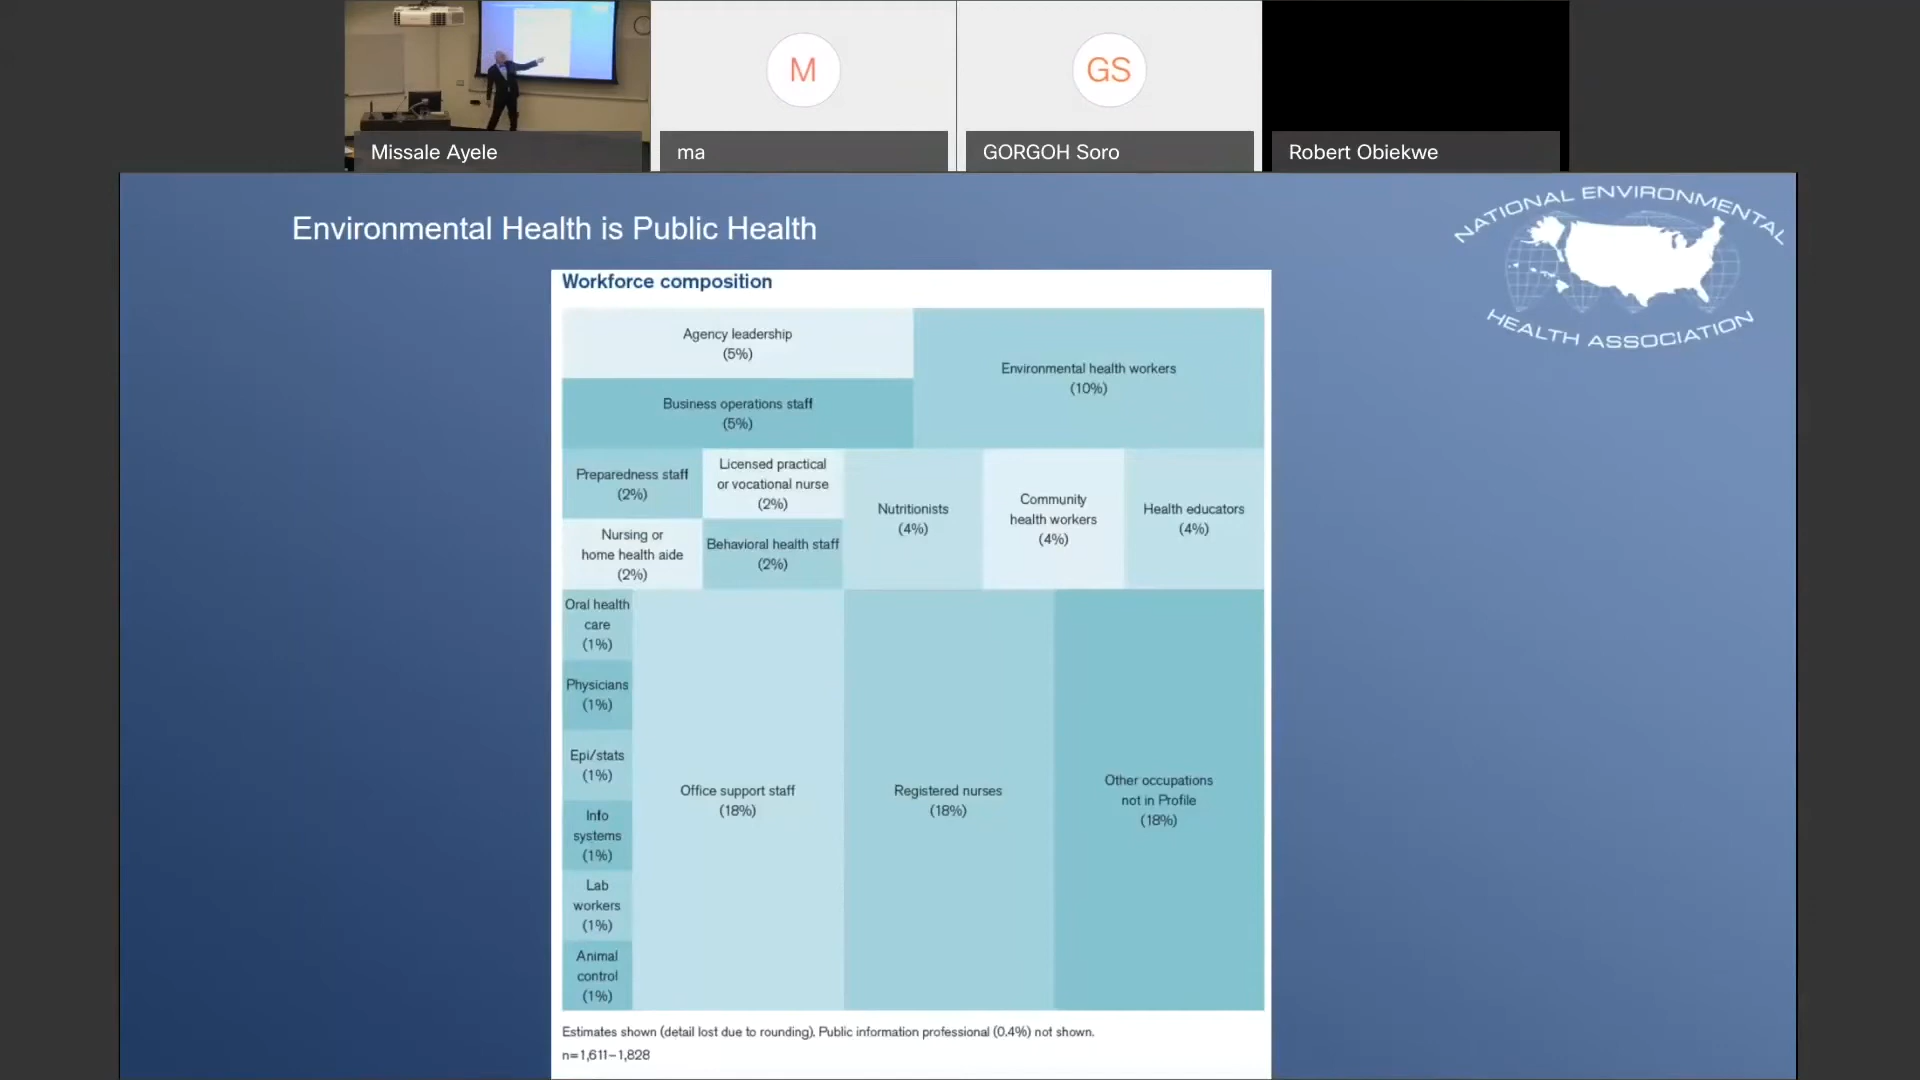 M
GS
Missale Ayele
ma
GORGOH Soro
Robert Obiekwe
Environmental Health is Public Health
NATIONAL ENVIRONMENTAL
HEALTH ASSOCIATION
Workforce composition
Agency leadership
(5%)
Environmental health workers
(10%)
Business operations staff
(5%)
Preparedness staff
(2%)
Licensed practical
or vocational nurse
(2%)
Nutritionists
(4%)
Community
health workers
(4%)
Health educators
(4%)
Nursing or
home health aide
(2%)
Behavioral health staff
(2%)
Oral health
care
(1%)
Physicians
(1%)
Epi/stats
(1%)
Info
systems
(1%)
Lab
workers
(1%)
Animal
control
(1%)
Office support staff
(18%)
Registered nurses
(18%)
Other occupations
not in Profile
(18%)
Estimates shown (detail lost due to rounding). Public information professional (0.4%) not shown.
n=1,611–1,828